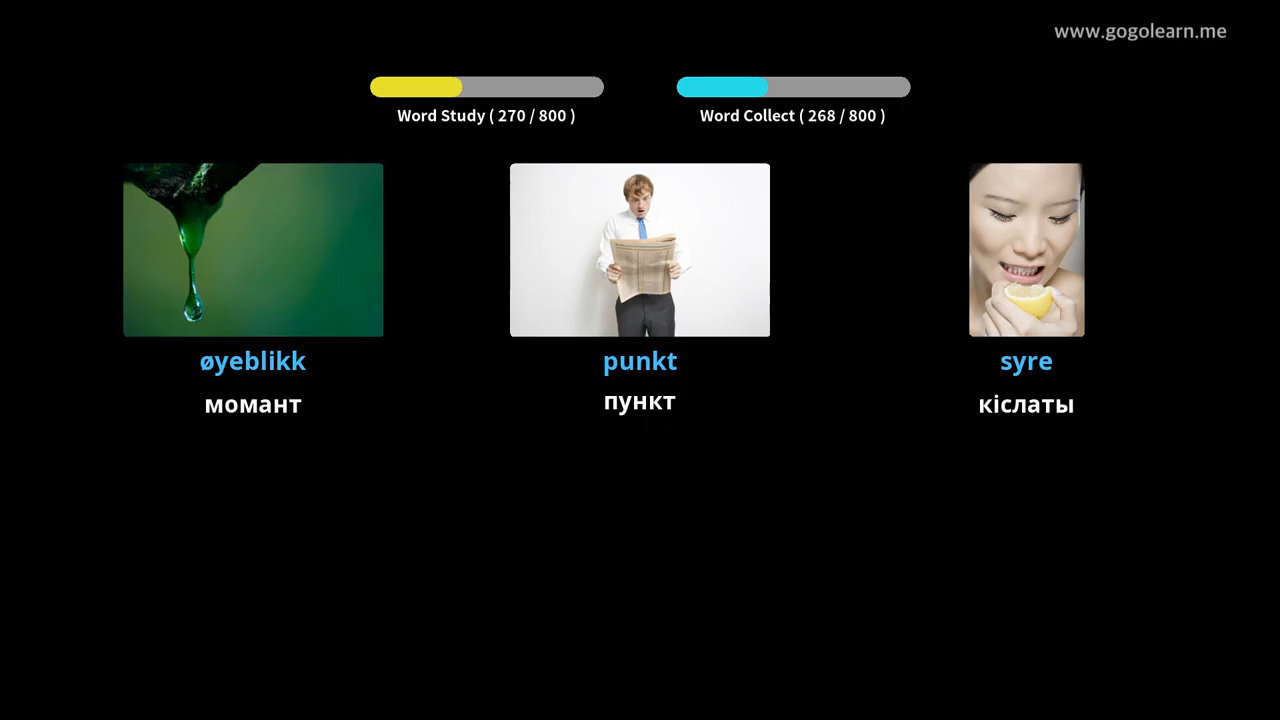 www.gogolearn.me
Word Study ( 270 / 800 )
Word Collect ( 268 / 800 )
øyeblikk
punkt
syre
момант
пункт
кіслаты